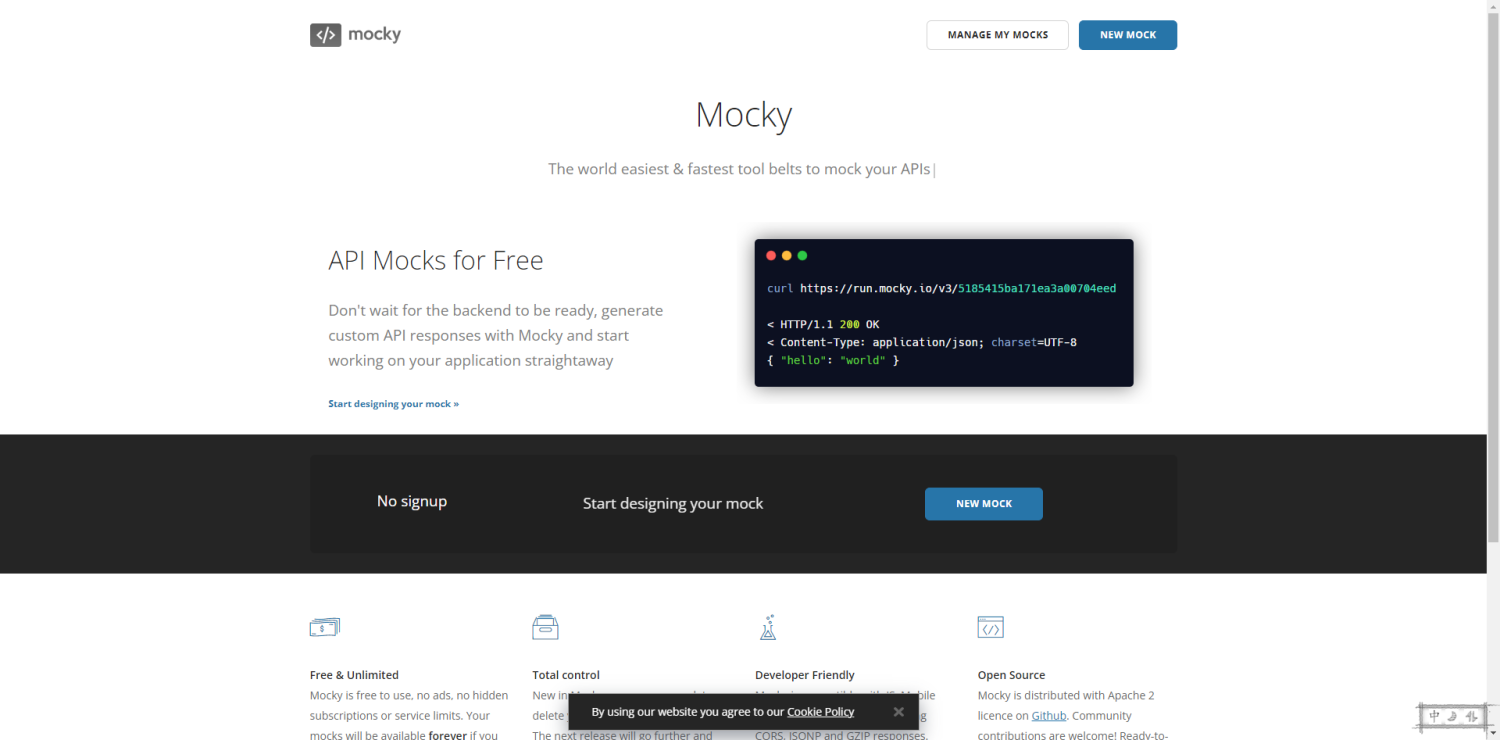 </> mocky
MANAGE MY MOCKS
NEW MOCK
Mocky
The world easiest & fastest tool belts to mock your APIs|
API Mocks for Free
Don't wait for the backend to be ready, generate
custom API responses with Mocky and start
working on your application straightaway
Start designing your mock »
curl https://run.mocky.io/v3/5185415ba171ea3a00704eed
< HTTP/1.1 200 OK
< Content-Type: application/json; charset=UTF-8
{ "hello": "world" }
No signup
Start designing your mock
NEW MOCK
Free & Unlimited
Mocky is free to use, no ads, no hidden
subscriptions or service limits. Your
mocks will be available forever if you
Total control
New in
delete
The next release will go further and
Developer Friendly
CORS, JSONP and GZIP responses.
Open Source
Mocky is distributed with Apache 2
licence on Github. Community
contributions are welcome! Ready-to-
By using our website you agree to our Cookie Policy
中